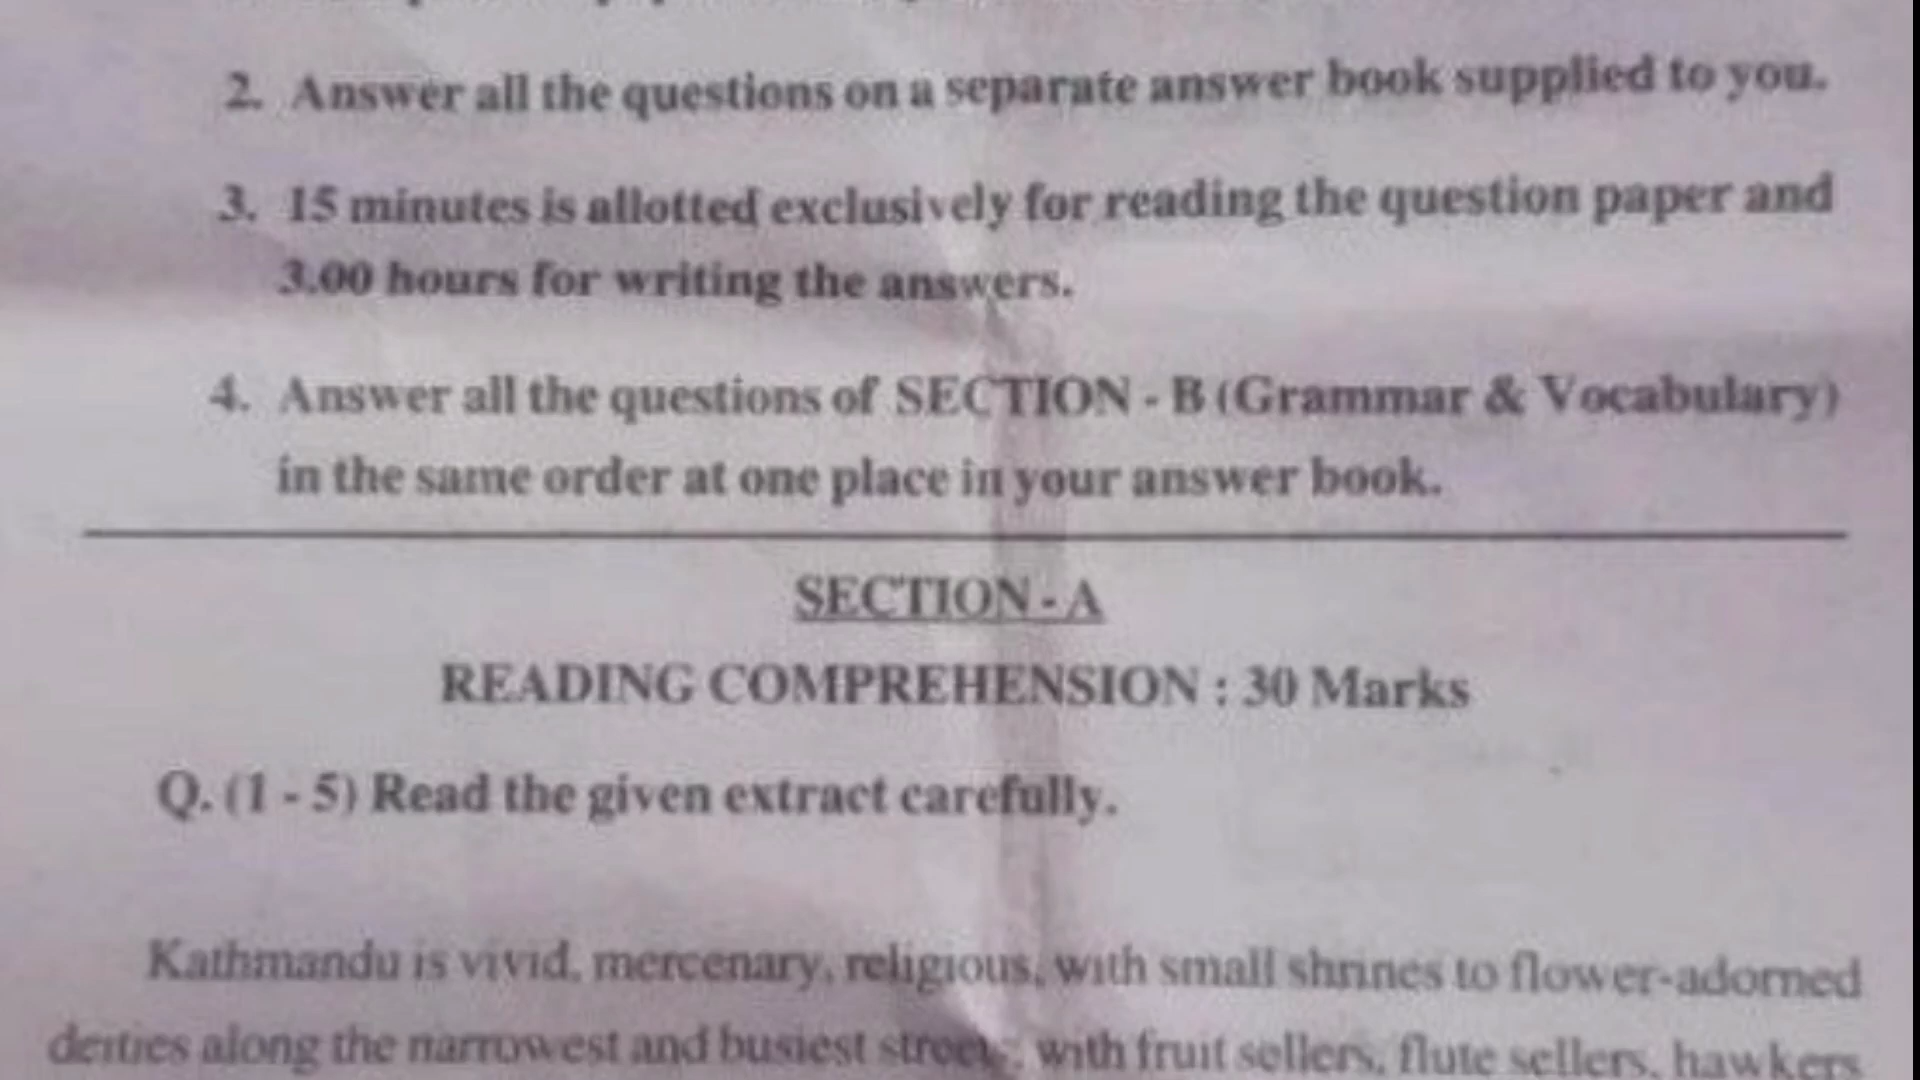 2. Answer all the questions on a separate answer book supplied to you.
3. 15 minutes is allotted exclusively for reading the question paper and
3.00 hours for writing the answers.
4. Answer all the questions of SECTION - B (Grammar & Vocabulary)
in the same order at one place in your answer book.
SECTION - A
READING COMPREHENSION : 30 Marks
Q. (1 - 5) Read the given extract carefully.
Kathmandu is vivid, mercenary, religious, with small shrines to flower-adorned
deities along the narrowest and busiest streets, with fruit sellers, flute sellers, hawkers